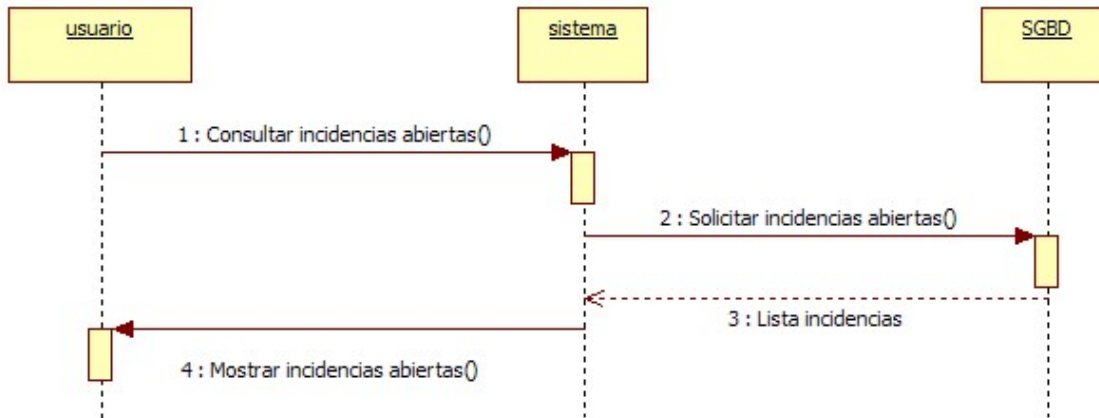 usuario
sistema
SGBD
1 : Consultar incidencias abiertas()
2 : Solicitar incidencias abiertas()
3 : Lista incidencias
4 : Mostrar incidencias abiertas()